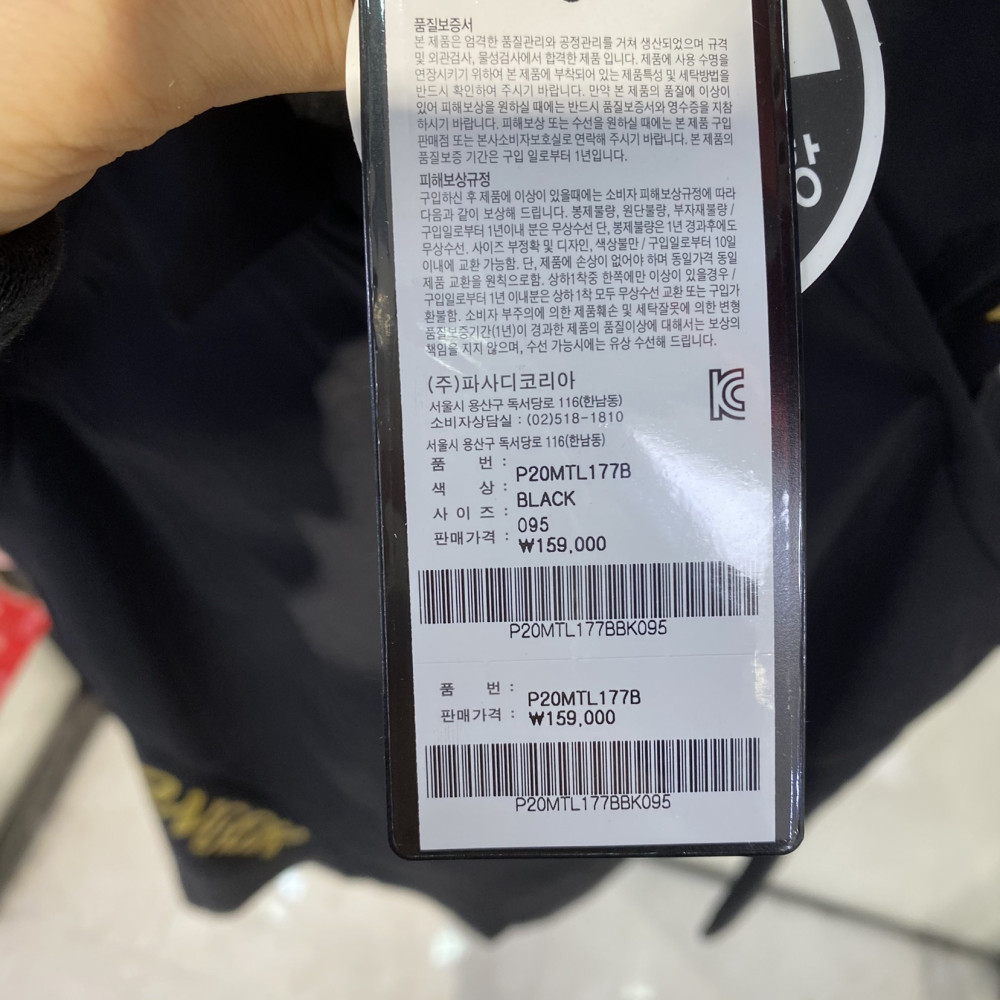 품질보증서
본 제품은 엄격한 품질관리와 공정관리를 거쳐 생산되었으며 규격
및 외관검사, 물성검사에서 합격한 제품 입니다. 제품에 사용 수명을
연장시키기 위하여 본 제품에 부착되어 있는 제품특성 및 세탁방법을
반드시 확인하여 주시기 바랍니다. 만약 본 제품의 품질에 이상이
있어 피해보상을 원하실 때에는 반드시 품질보증서와 영수증을 지참
하시기 바랍니다. 피해보상 또는 수선을 원하실 때에는 본 제품 구입
판매점 또는 본사소비자보호실로 연락해 주시기 바랍니다. 본 제품의
품질보증 기간은 구입 일로부터 1년입니다.
피해보상규정
구입하신 후 제품에 이상이 있을때에는 소비자 피해보상규정에 따라
다음과 같이 보상해 드립니다. 봉제불량, 원단불량, 부자재불량 /
구입일로부터 1년이내 분은 무상수선 단, 봉제불량은 1년 경과후에도
무상수선. 사이즈 부정확 및 디자인, 색상불만 / 구입일로부터 10일
이내에 교환 가능함. 단, 제품에 손상이 없어야 하며 동일가격 동일
제품 교환을 원칙으로함. 상하1착중 한쪽에만 이상이 있을경우 /
구입일로부터 1년 이내분은 상하 1착 모두 무상수선 교환 또는 구입가
환불함. 소비자 부주의에 의한 제품훼손 및 세탁잘못에 의한 변형
품질보증기간(1년)이 경과한 제품의 품질이상에 대해서는 보상의
책임을 지지 않으며, 수선 가능시에는 유상 수선해 드립니다.
(주)파사디코리아
서울시 용산구 독서당로 116(한남동)
소비자상담실 : (02)518-1810
서울시 용산구 독서당로 116(한남동)
품 번 : P20MTL177B
색 상 : BLACK
사 이 즈 : 095
판매가격 : ₩159,000
P20MTL177BBK095
품 번 : P20MTL177B
판매가격 : ₩159,000
P20MTL177BBK095